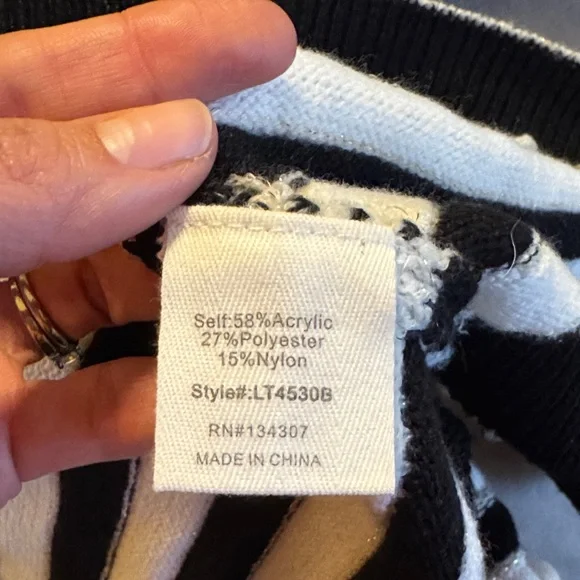 Self:58%Acrylic
27%Polyester
15%Nylon
Style#:LT4530B
RN#134307
MADE IN CHINA